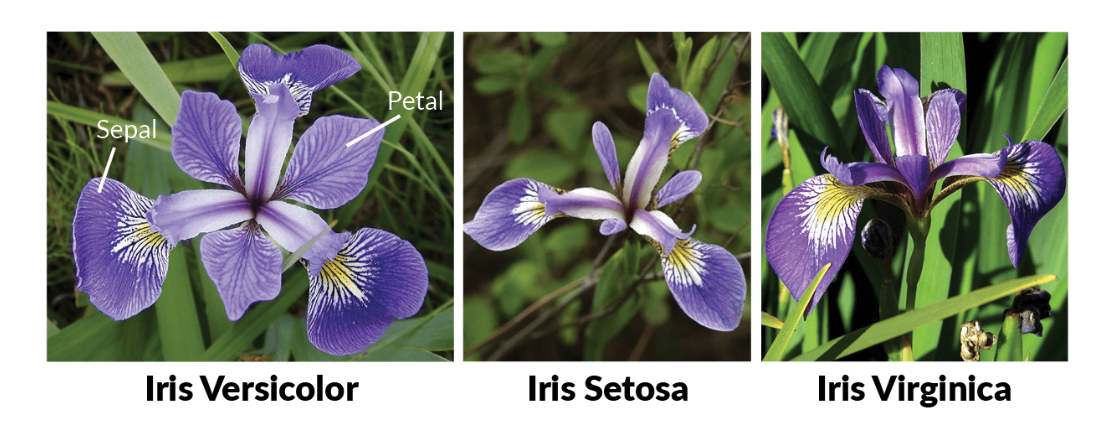 Sepal
Petal
Iris Versicolor
Iris Setosa
Iris Virginica